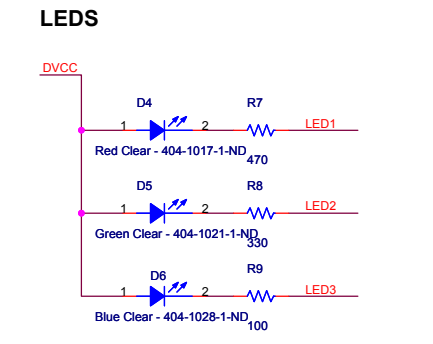 LEDS
DVCC
D4 R7
1 2 LED1
Red Clear - 404-1017-1-ND
470
D5 R8
1 2 LED2
Green Clear - 404-1021-1-ND
330
D6 R9
1 2 LED3
Blue Clear - 404-1028-1-ND
100